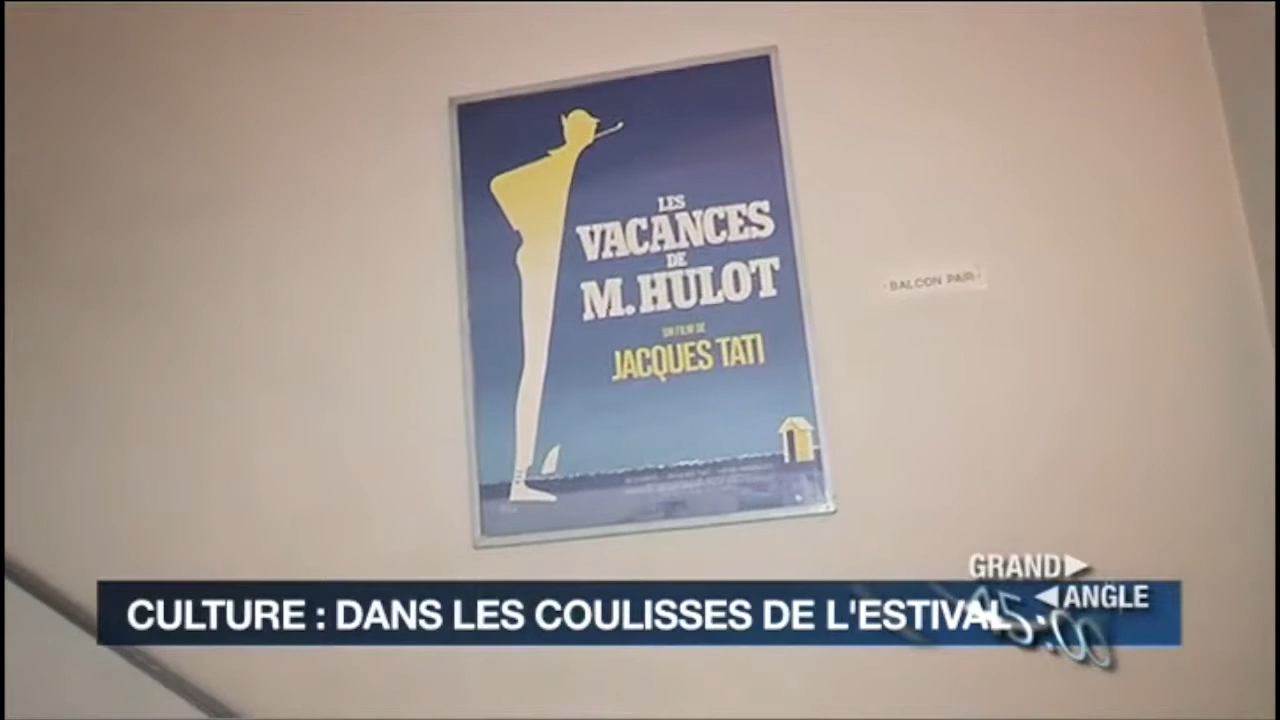 LES
VACANCES
DE
M. HULOT
UN FILM DE
JACQUES TATI
· BALCON PAIR ·
GRAND
ANGLE
CULTURE : DANS LES COULISSES DE L'ESTIVAL